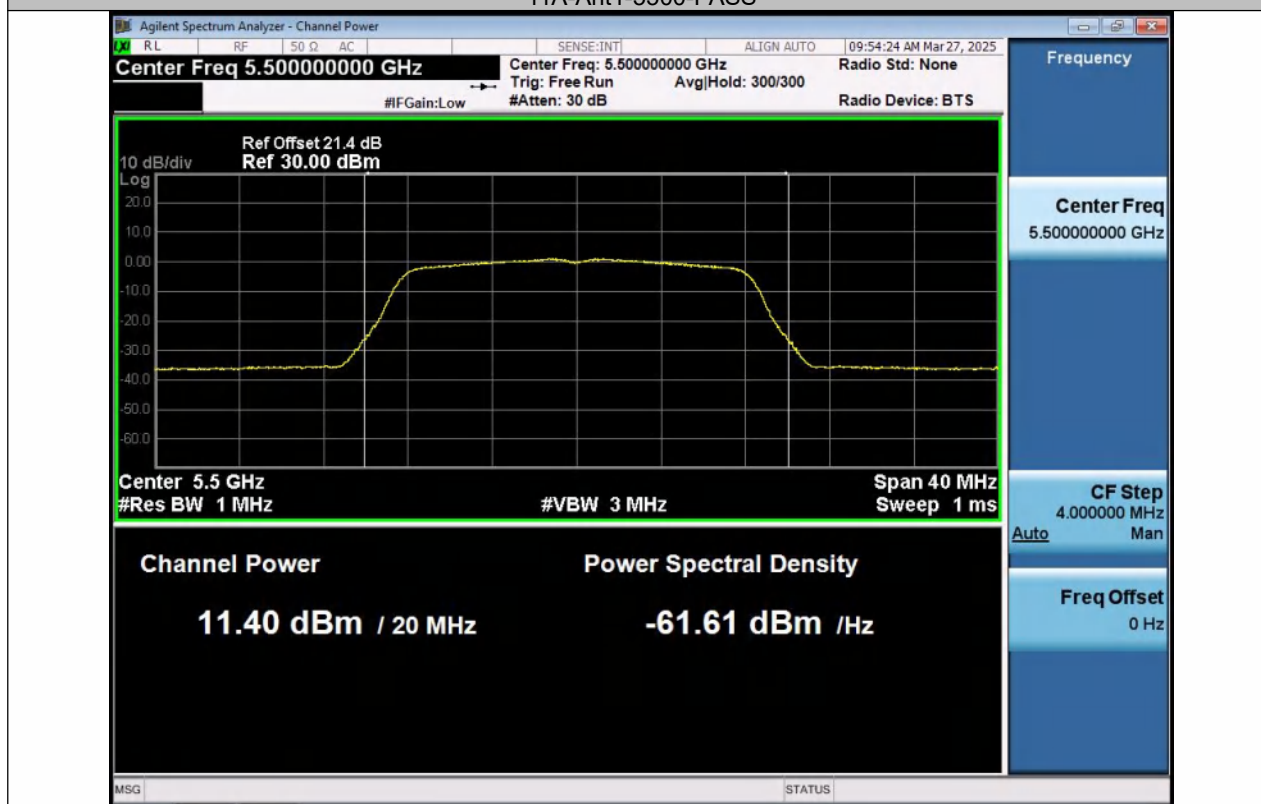 Agilent Spectrum Analyzer - Channel Power
LXI RL RF 50 Ω AC SENSE:INT ALIGN AUTO 09:54:24 AM Mar 27, 2025
Center Freq 5.500000000 GHz
Center Freq: 5.500000000 GHz Radio Std: None
Trig: Free Run Avg|Hold: 300/300
#IFGain:Low #Atten: 30 dB Radio Device: BTS
Ref Offset 21.4 dB
10 dB/div Ref 30.00 dBm
Log
20.0
10.0
0.00
-10.0
-20.0
-30.0
-40.0
-50.0
-60.0
Center 5.5 GHz Span 40 MHz
#Res BW 1 MHz #VBW 3 MHz Sweep 1 ms
Channel Power Power Spectral Density
11.40 dBm / 20 MHz -61.61 dBm /Hz
Frequency
Center Freq
5.500000000 GHz
CF Step
4.000000 MHz
Auto Man
Freq Offset
0 Hz
MSG STATUS